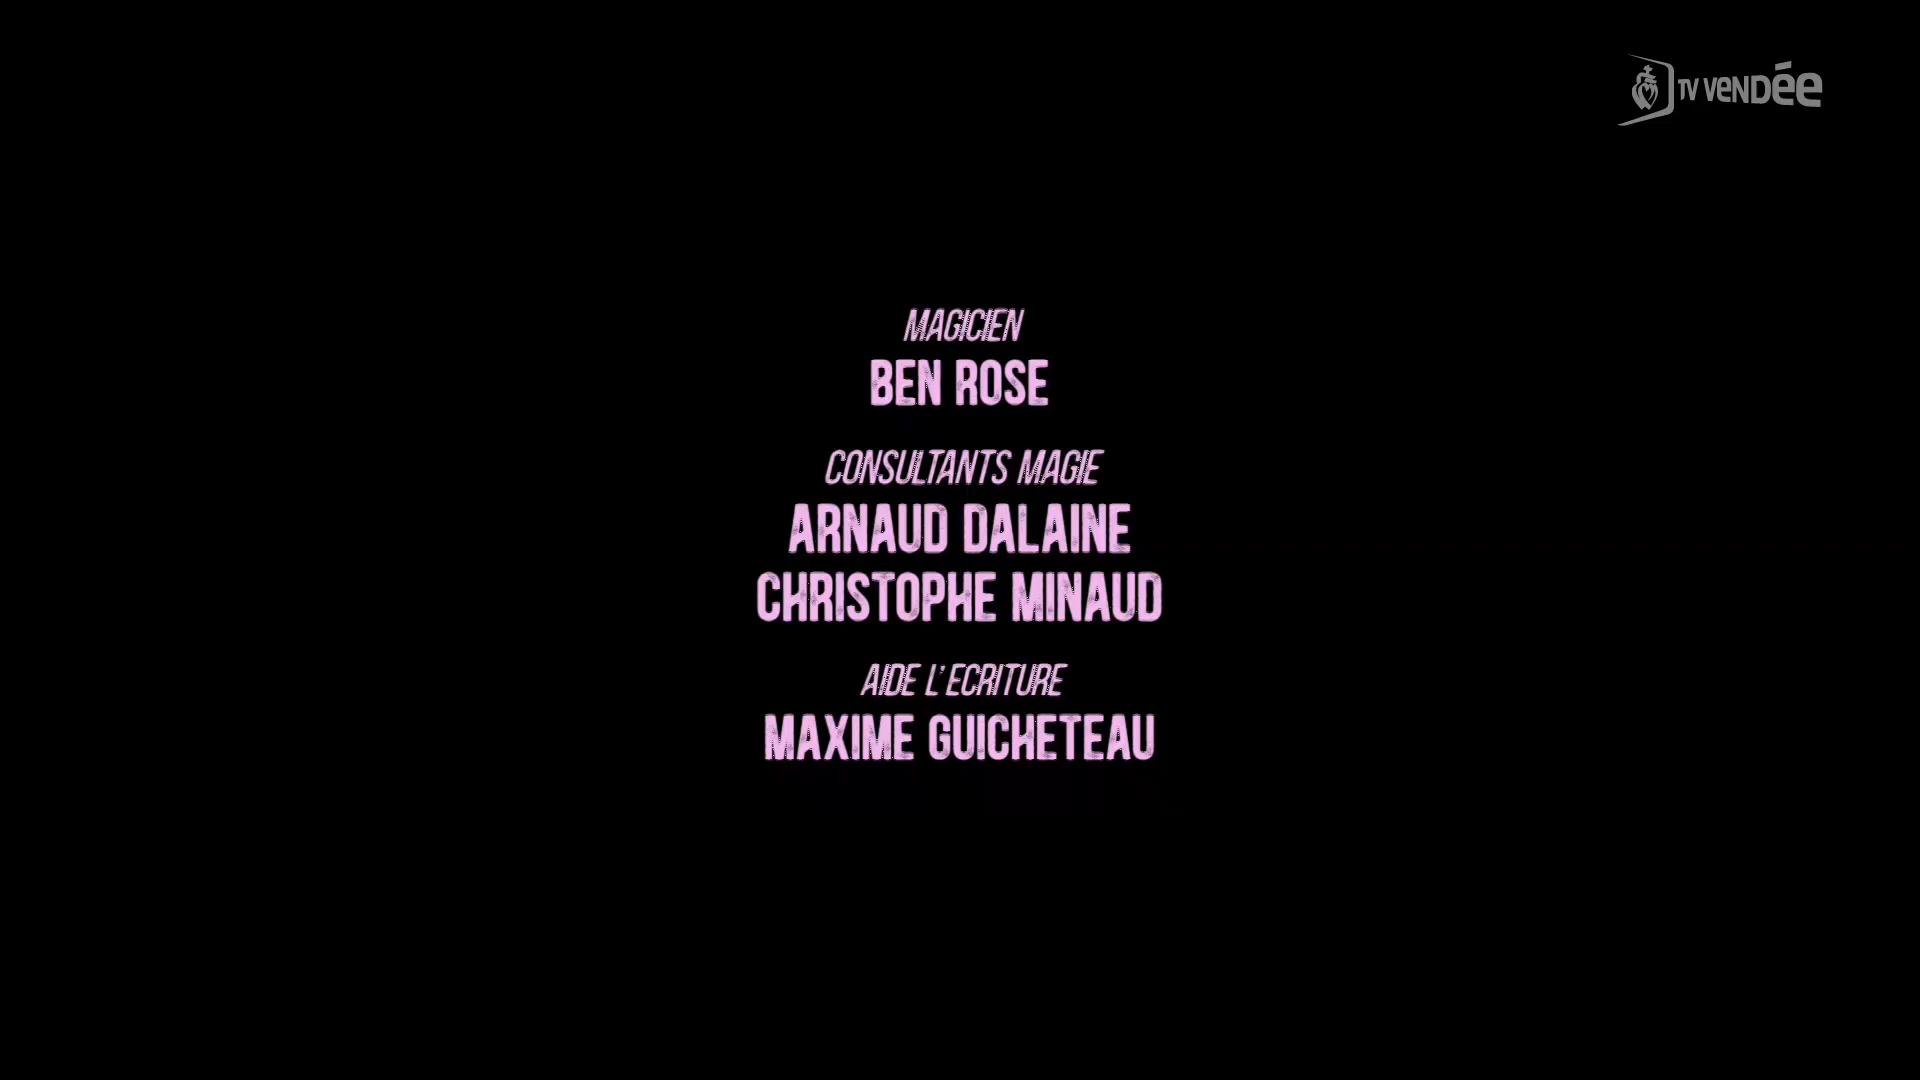 TV VENDÉE
MAGICIEN
BEN ROSE
CONSULTANTS MAGIE
ARNAUD DALAINE
CHRISTOPHE MINAUD
AIDE L'ECRITURE
MAXIME GUICHETEAU